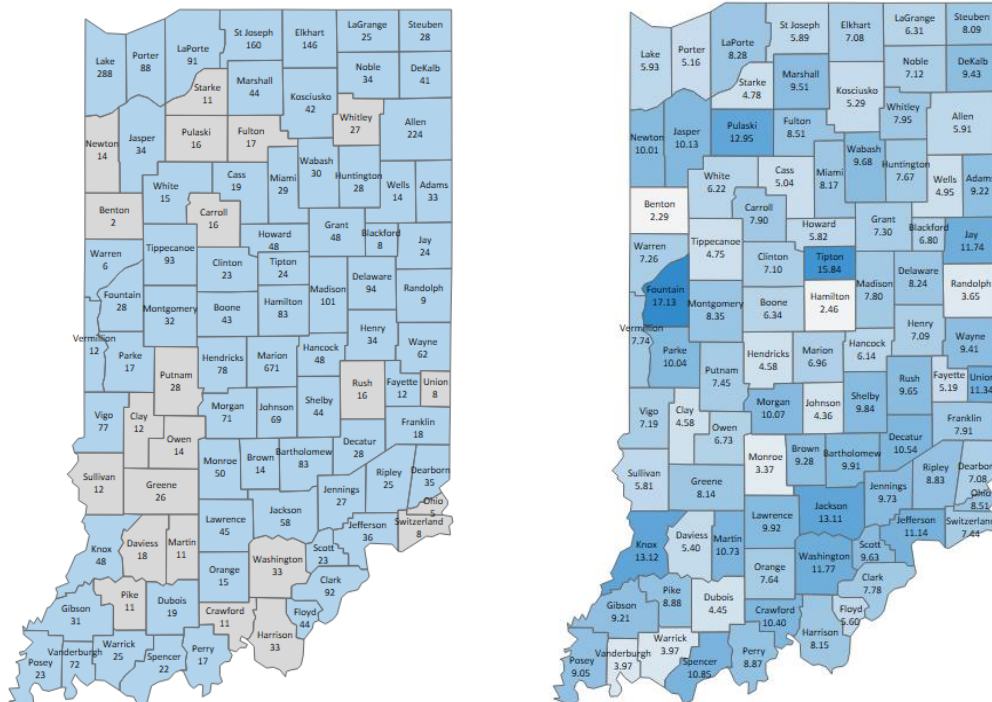 St Joseph
160
Elkhart
146
LaGrange
25
Steuben
28
Lake
288
Porter
88
LaPorte
91
Noble
34
DeKalb
41
Starke
11
Marshall
44
Kosciusko
42
Whitley
27
Allen
224
Newton
14
Jasper
34
Pulaski
16
Fulton
17
Wabash
30
Huntington
28
Miami
29
Cass
19
White
15
Wells
14
Adams
33
Benton
2
Carroll
16
Grant
48
Blackford
8
Jay
24
Howard
48
Tippecanoe
93
Warren
6
Clinton
23
Tipton
24
Delaware
94
Randolph
9
Madison
101
Fountain
28
Montgomery
32
Boone
43
Hamilton
83
Vermillion
12
Henry
34
Wayne
62
Hancock
48
Parke
17
Hendricks
78
Marion
671
Putnam
28
Rush
16
Fayette
12
Union
8
Shelby
44
Morgan
71
Johnson
69
Vigo
77
Clay
12
Owen
14
Franklin
18
Decatur
28
Bartholomew
83
Brown
14
Monroe
50
Sullivan
12
Greene
26
Ripley
25
Dearborn
35
Jennings
27
Ohio
5
Jackson
58
Switzerland
8
Lawrence
45
Jefferson
36
Knox
48
Daviess
18
Martin
11
Scott
23
Washington
33
Orange
15
Clark
92
Pike
11
Dubois
19
Gibson
31
Crawford
11
Floyd
44
Harrison
33
Posey
23
Vanderburgh
72
Warrick
25
Spencer
22
Perry
17
St Joseph
5.89
Elkhart
7.08
LaGrange
6.31
Steuben
8.09
Lake
5.93
Porter
5.16
LaPorte
8.28
Noble
7.12
DeKalb
9.43
Starke
4.78
Marshall
9.51
Kosciusko
5.29
Whitley
7.95
Allen
5.91
Newton
10.01
Jasper
10.13
Pulaski
12.95
Fulton
8.51
Wabash
9.68
Huntington
7.67
Miami
8.17
Cass
5.04
White
6.22
Wells
4.95
Adams
9.22
Benton
2.29
Carroll
7.90
Grant
7.30
Blackford
6.80
Jay
11.74
Howard
5.82
Tippecanoe
4.75
Warren
7.26
Clinton
7.10
Tipton
15.84
Delaware
8.24
Randolph
3.65
Madison
7.80
Fountain
17.13
Montgomery
8.35
Boone
6.34
Hamilton
2.46
Vermillion
7.74
Henry
7.09
Wayne
9.41
Hancock
6.14
Parke
10.04
Hendricks
4.58
Marion
6.96
Putnam
7.45
Rush
9.65
Fayette
5.19
Union
11.34
Shelby
9.84
Morgan
10.07
Johnson
4.36
Vigo
7.19
Clay
4.58
Owen
6.73
Franklin
7.91
Decatur
10.54
Bartholomew
9.91
Brown
9.28
Monroe
3.37
Sullivan
5.81
Greene
8.14
Ripley
8.83
Dearborn
7.08
Jennings
9.73
Ohio
8.51
Jackson
13.11
Switzerland
7.44
Lawrence
9.92
Jefferson
11.14
Knox
13.12
Daviess
5.40
Martin
10.73
Scott
9.63
Washington
11.77
Orange
7.64
Clark
7.78
Pike
8.88
Dubois
4.45
Gibson
9.21
Crawford
10.40
Floyd
5.60
Harrison
8.15
Posey
9.05
Vanderburgh
3.97
Warrick
3.97
Spencer
10.85
Perry
8.87